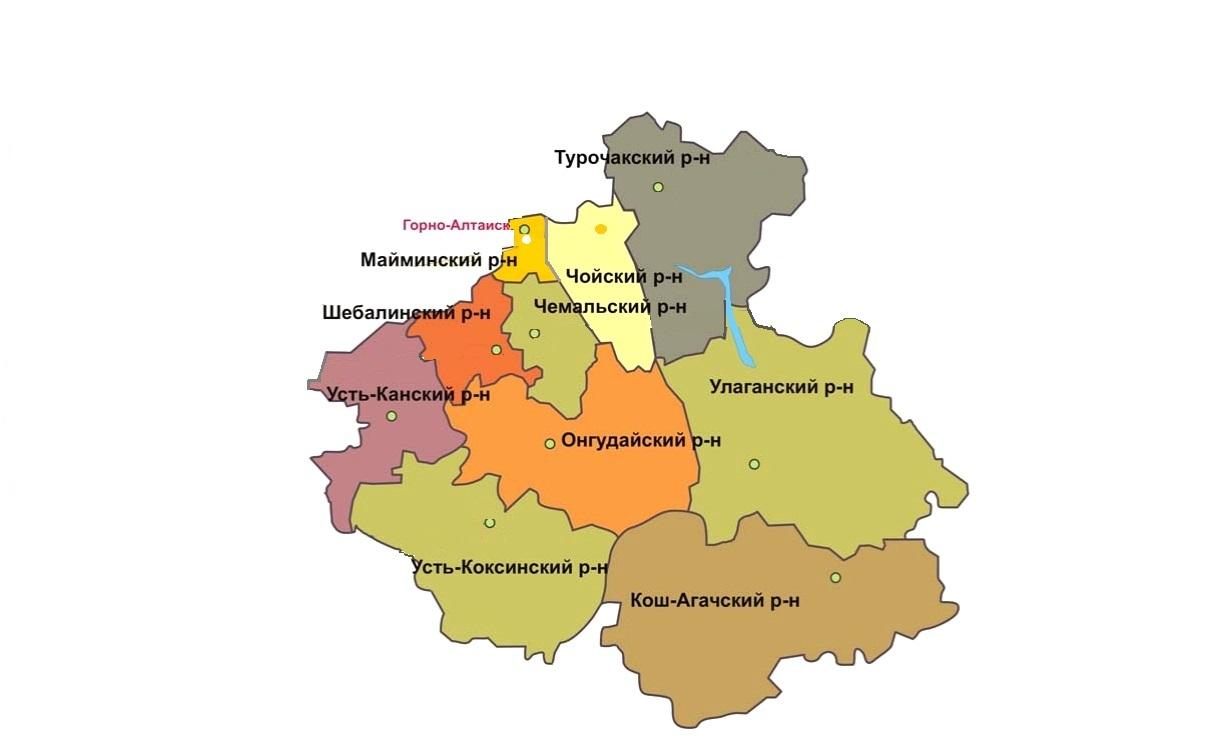 Турочакский р-н
Горно-Алтайск
Майминский р-н
Чойский р-н
Чемальский р-н
Шебалинский р-н
Улаганский р-н
Усть-Канский р-н
Онгудайский р-н
Усть-Коксинский р-н
Кош-Агачский р-н